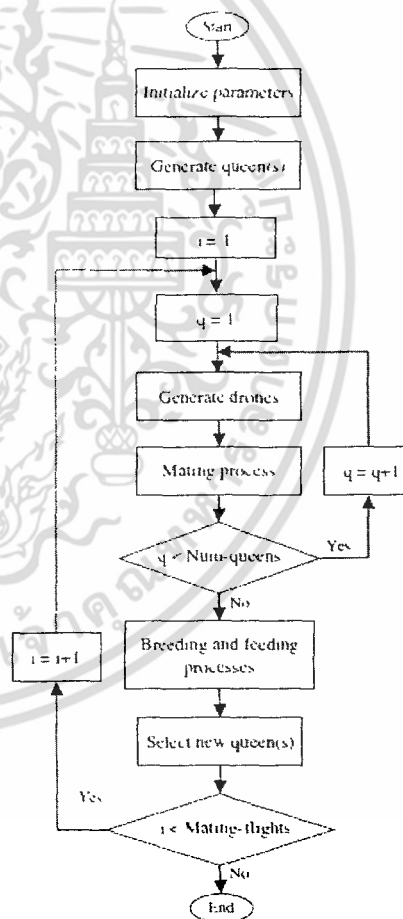 Start
Initialize parameters
Generate queen(s)
i = 1
q = 1
Generate drones
Mating process
q = q+1
q < Num-queens
Yes
No
Breeding and feeding
processes
i = i+1
Select new queen(s)
Yes
i < Mating-flights
No
End